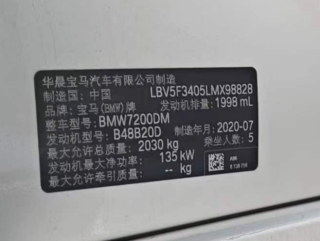 华晨宝马汽车有限公司制造
制造国：中国 LBV5F3405LMX98828
品牌：宝马(BMW)牌 发动机排量：1998 mL
整车型号：BMW7200DM
发动机型号：B48B20D 制造年月：2020-07
最大允许总质量：2030 kg 乘坐人数：5
发动机最大净功率：135 kW
最大允许牵引质量：-- kg